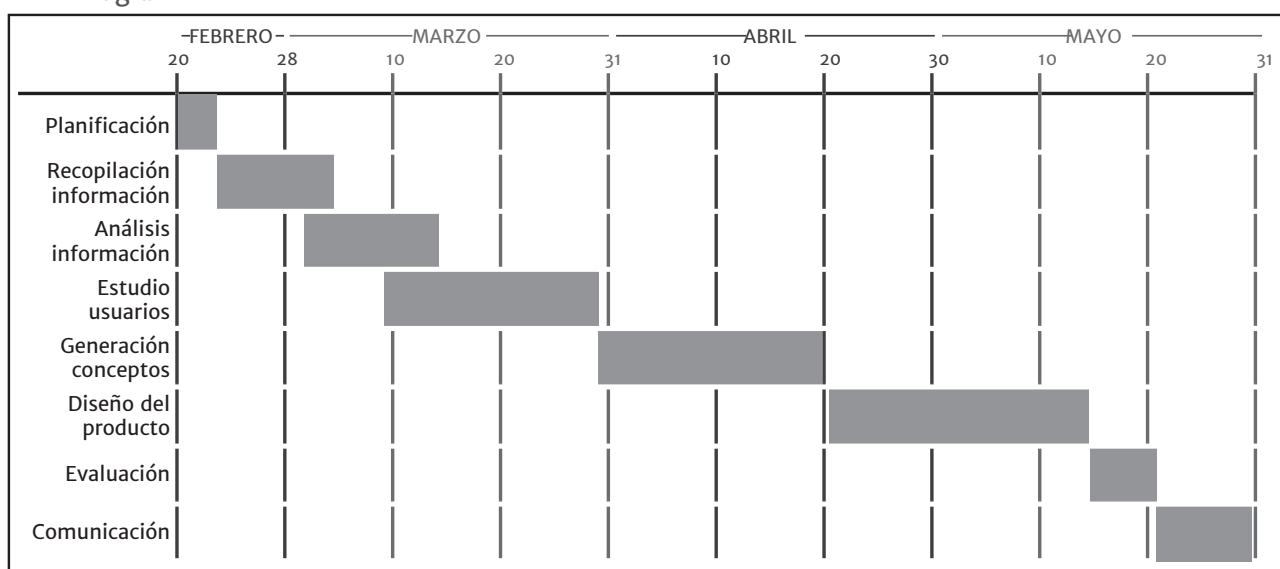 FEBRERO MARZO ABRIL MAYO
20 28 10 20 31 10 20 30 10 20 31
Planificación
Recopilación
información
Análisis
información
Estudio
usuarios
Generación
conceptos
Diseño del
producto
Evaluación
Comunicación